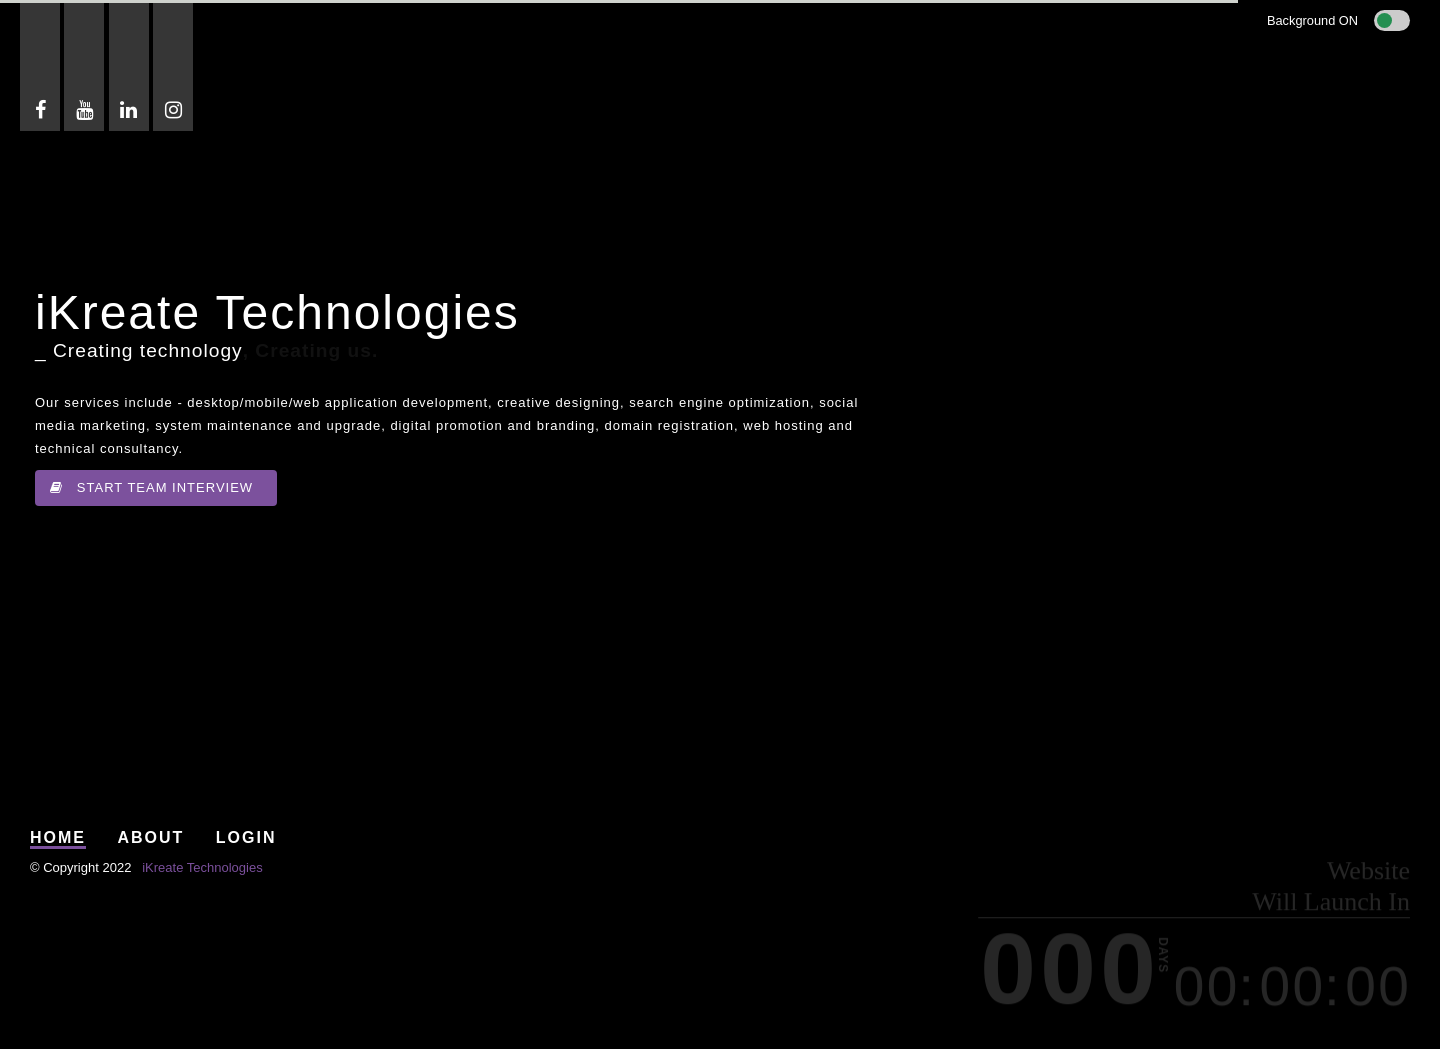 Background ON
You
Tube
iKreate Technologies
_ Creating technology, Creating us.
Our services include - desktop/mobile/web application development, creative designing, search engine optimization, social
media marketing, system maintenance and upgrade, digital promotion and branding, domain registration, web hosting and
technical consultancy.
START TEAM INTERVIEW
HOME ABOUT LOGIN
© Copyright 2022 iKreate Technologies
Website
Will Launch In
000 DAYS 00:00:00